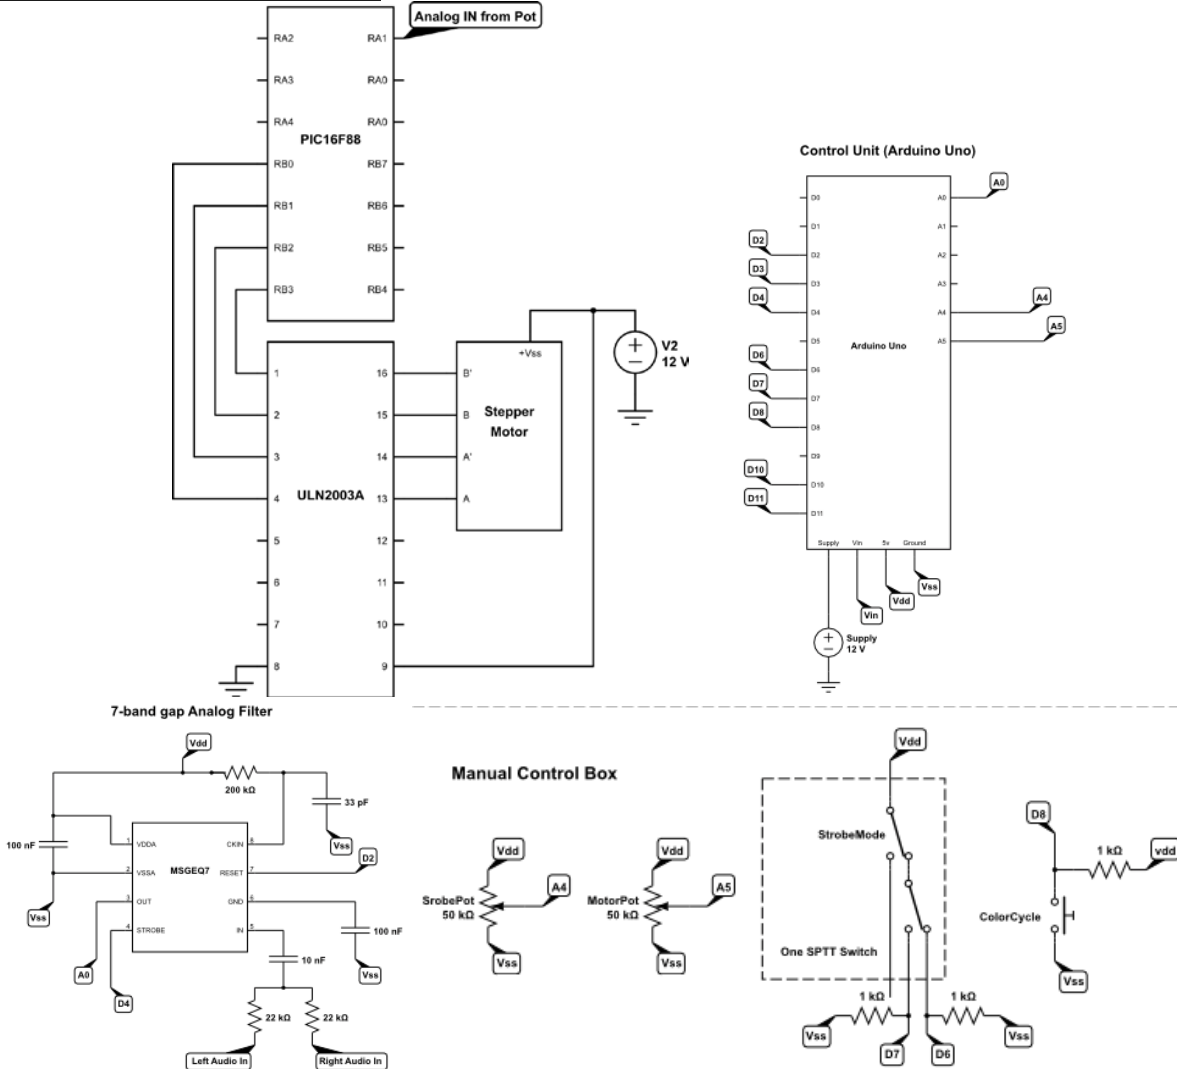 Analog IN from Pot
RA2
RA1
RA3
RA0
RA4
RA0
PIC16F88
RB0
RB7
RB1
RB6
RB2
RB5
RB3
RB4
1
16
2
15
3
14
4
13
5
12
6
11
7
10
8
9
ULN2003A
+Vss
B'
B
A'
A
Stepper
Motor
V2
12 V
Control Unit (Arduino Uno)
D0
A0
A0
D1
A1
D2
D2
A2
D3
D3
A3
D4
D4
A4
A4
D5
A5
A5
Arduino Uno
D6
D6
D7
D7
D8
D8
D9
D10
D10
D11
D11
Supply
Vin
5v
Ground
Vss
Vdd
Vin
Supply
12 V
7-band gap Analog Filter
Vdd
200 kΩ
33 pF
Vss
100 nF
1
VDDA
CKIN
8
2
VSSA
MSGEQ7
RESET
7
D2
3
OUT
GND
6
4
STROBE
IN
5
Vss
A0
D4
100 nF
Vss
10 nF
22 kΩ
22 kΩ
Left Audio In
Right Audio In
Manual Control Box
Vdd
SrobePot
50 kΩ
A4
Vss
Vdd
MotorPot
50 kΩ
A5
Vss
Vdd
StrobeMode
One SPTT Switch
1 kΩ
1 kΩ
Vss
Vss
D7
D6
D8
1 kΩ
vdd
ColorCycle
Vss